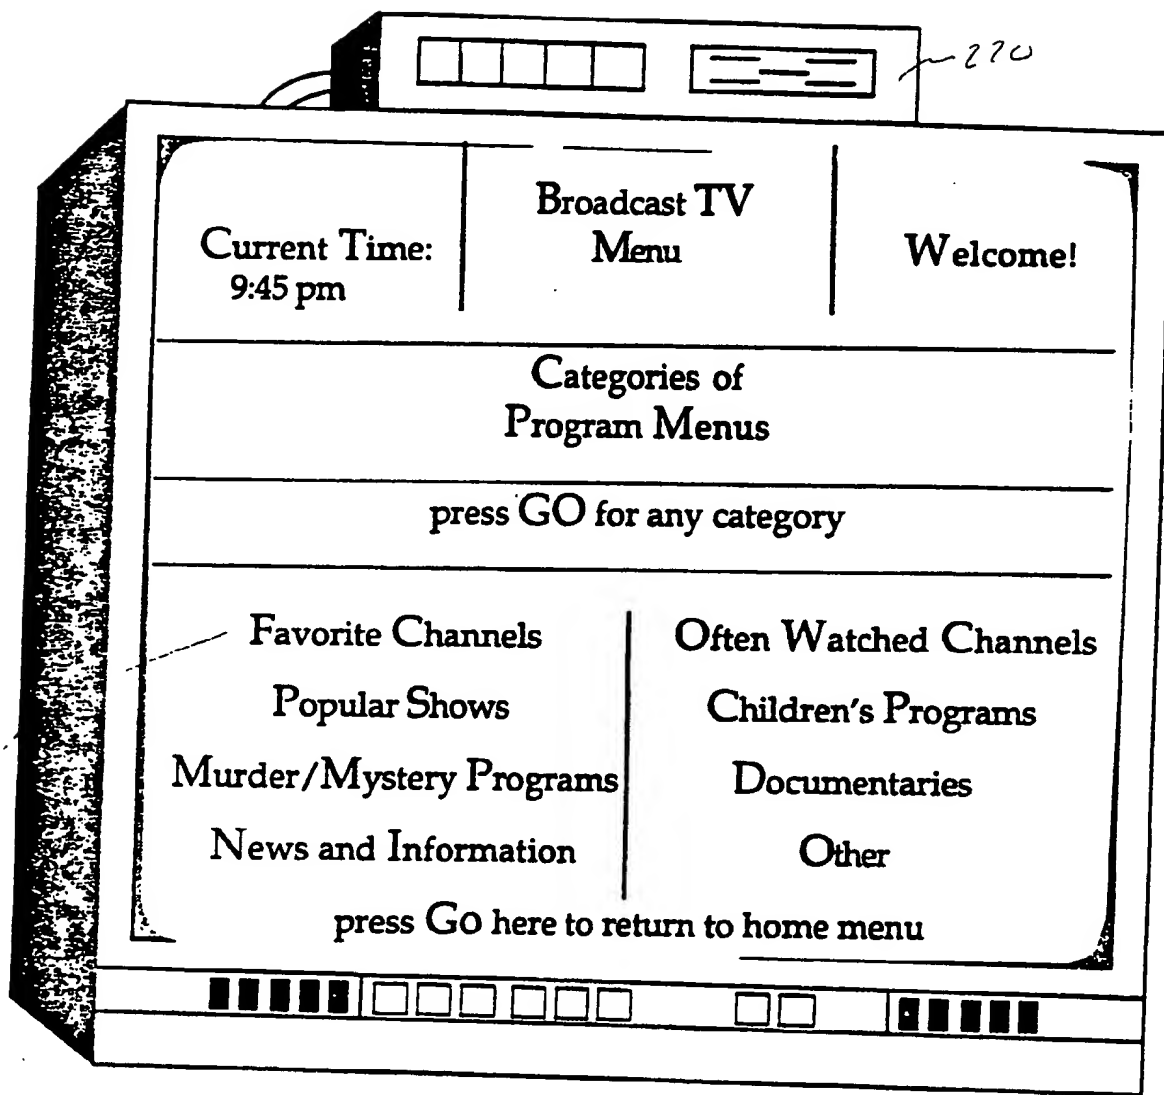 220
Current Time:
9:45 pm
Broadcast TV
Menu
Welcome!
Categories of
Program Menus
press GO for any category
Favorite Channels
Often Watched Channels
Popular Shows
Children's Programs
Murder/Mystery Programs
Documentaries
News and Information
Other
press Go here to return to home menu